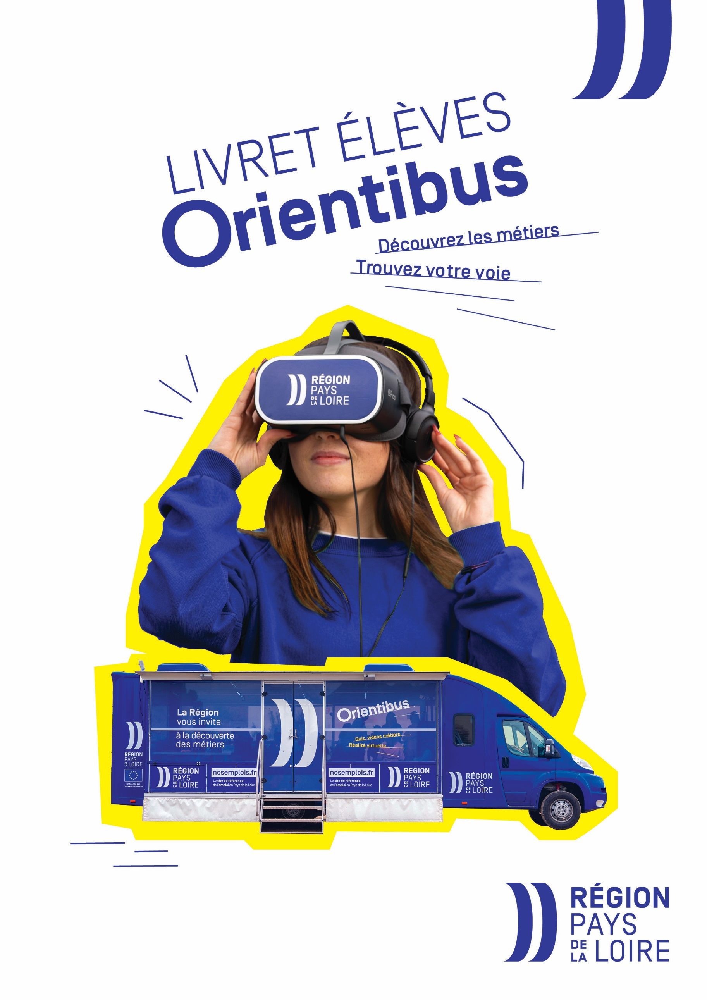 LIVRET ÉLÈVES
Orientibus
Découvrez les métiers
Trouvez votre voie
RÉGION
PAYS
DE LA LOIRE
Pico
La Région
vous invite
à la découverte
des métiers
Orientibus
Quiz, vidéos métiers,
Réalité virtuelle...
RÉGION
PAYS
DE LA LOIRE
Cofinancé par
l'Union européenne
RÉGION
PAYS
DE LA LOIRE
nosemplois.fr
Le site de référence
de l'emploi en Pays de la Loire
nosemplois.fr
Le site de référence
de l'emploi en Pays de la Loire
REGION
PAYS
DE LA LOIRE
RÉGION
PAYS
DE LA LOIRE
RÉGION
PAYS
DE LA LOIRE